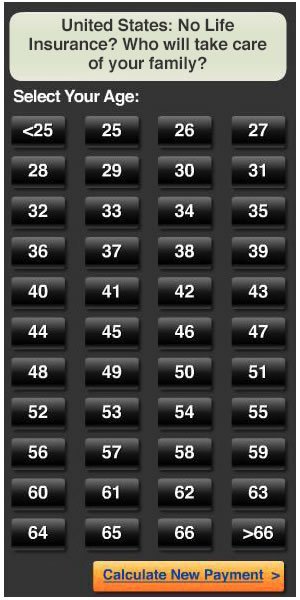 United States: No Life
Insurance? Who will take care
of your family?
Select Your Age:
<25 25 26 27
28 29 30 31
32 33 34 35
36 37 38 39
40 41 42 43
44 45 46 47
48 49 50 51
52 53 54 55
56 57 58 59
60 61 62 63
64 65 66 >66
Calculate New Payment >